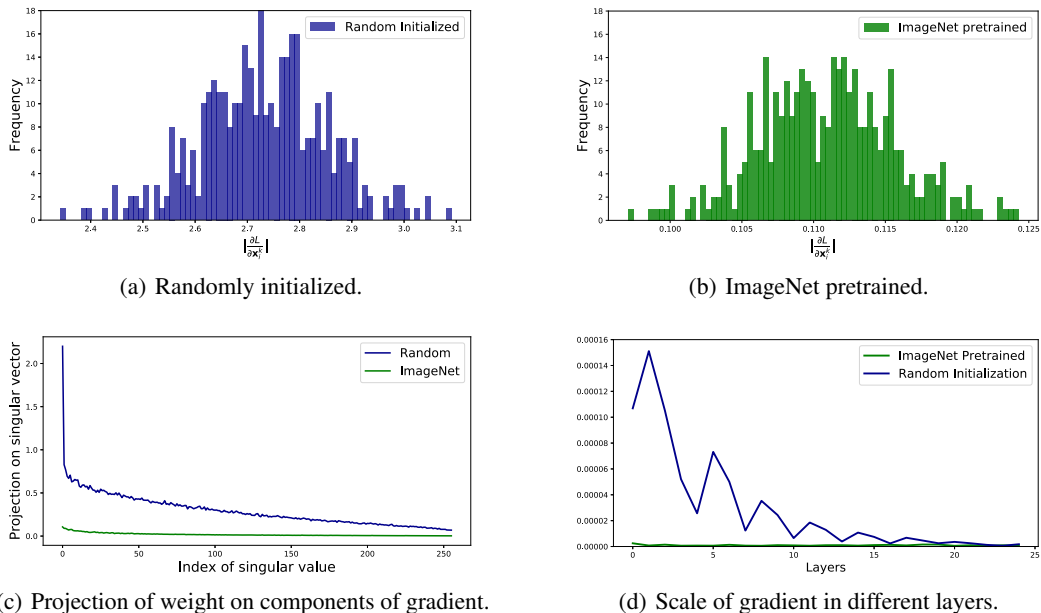 18
16
14
12
10
8
6
4
2
0
Frequency
Random Initialized
2.4 2.5 2.6 2.7 2.8 2.9 3.0 3.1
|∂L/∂x_i^k|
(a) Randomly initialized.
18
16
14
12
10
8
6
4
2
0
Frequency
ImageNet pretrained
0.100 0.105 0.110 0.115 0.120 0.125
|∂L/∂x_i^k|
(b) ImageNet pretrained.
2.0
1.5
1.0
0.5
0.0
Projection on singular vector
Random
ImageNet
0 50 100 150 200 250
Index of singular value
(c) Projection of weight on components of gradient.
0.00016
0.00014
0.00012
0.00010
0.00008
0.00006
0.00004
0.00002
0.00000
ImageNet Pretrained
Random Initialization
0 5 10 15 20 25
Layers
(d) Scale of gradient in different layers.